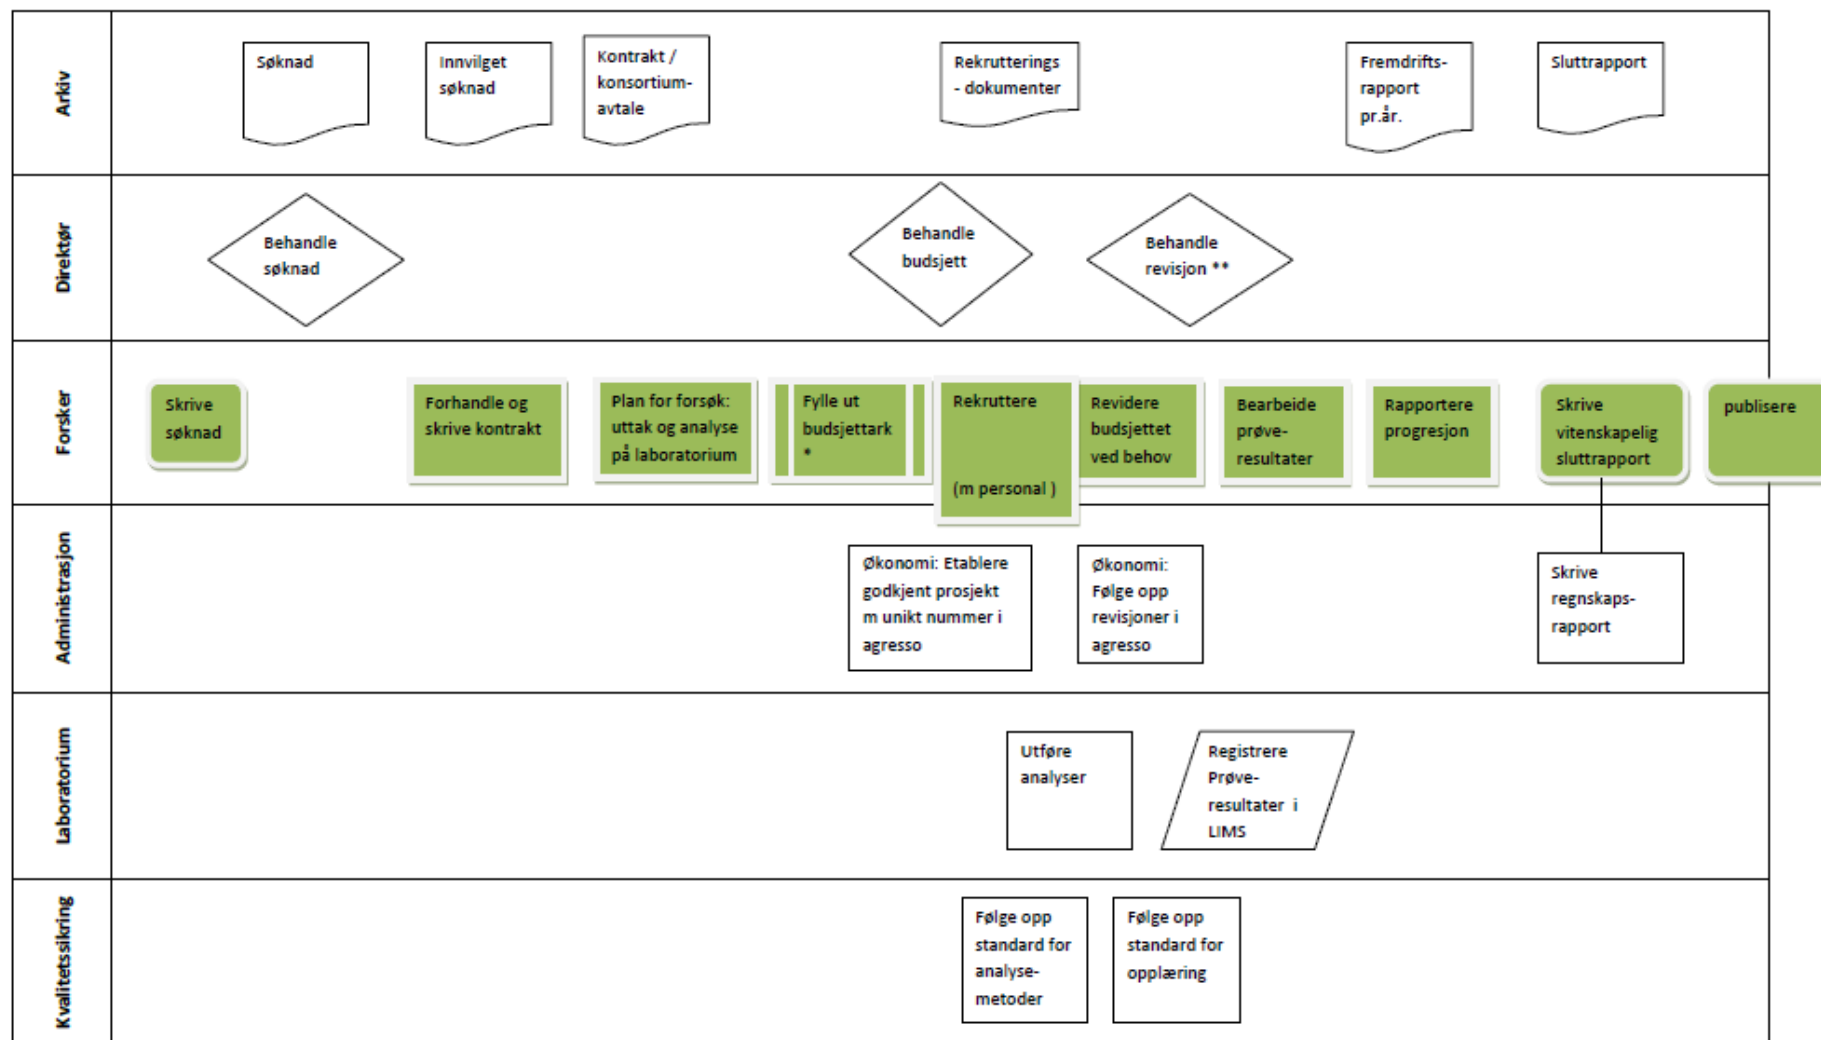 Arkiv
Søknad
Innvilget
søknad
Kontrakt /
konsortium-
avtale
Rekrutterings
- dokumenter
Fremdrifts-
rapport
pr.år.
Sluttrapport
Direktør
Behandle
søknad
Behandle
budsjett
Behandle
revisjon **
Forsker
Skrive
søknad
Forhandle og
skrive kontrakt
Plan for forsøk:
uttak og analyse
på laboratorium
Fylle ut
budsjettark
*
Rekruttere
(m personal )
Revidere
budsjettet
ved behov
Bearbeide
prøve-
resultater
Rapportere
progresjon
Skrive
vitenskapelig
sluttrapport
publisere
Administrasjon
Økonomi: Etablere
godkjent prosjekt
m unikt nummer i
agresso
Økonomi:
Følge opp
revisjoner i
agresso
Skrive
regnskaps-
rapport
Laboratorium
Utføre
analyser
Registrere
Prøve-
resultater i
LIMS
Kvalitetssikring
Følge opp
standard for
analyse-
metoder
Følge opp
standard for
opplæring